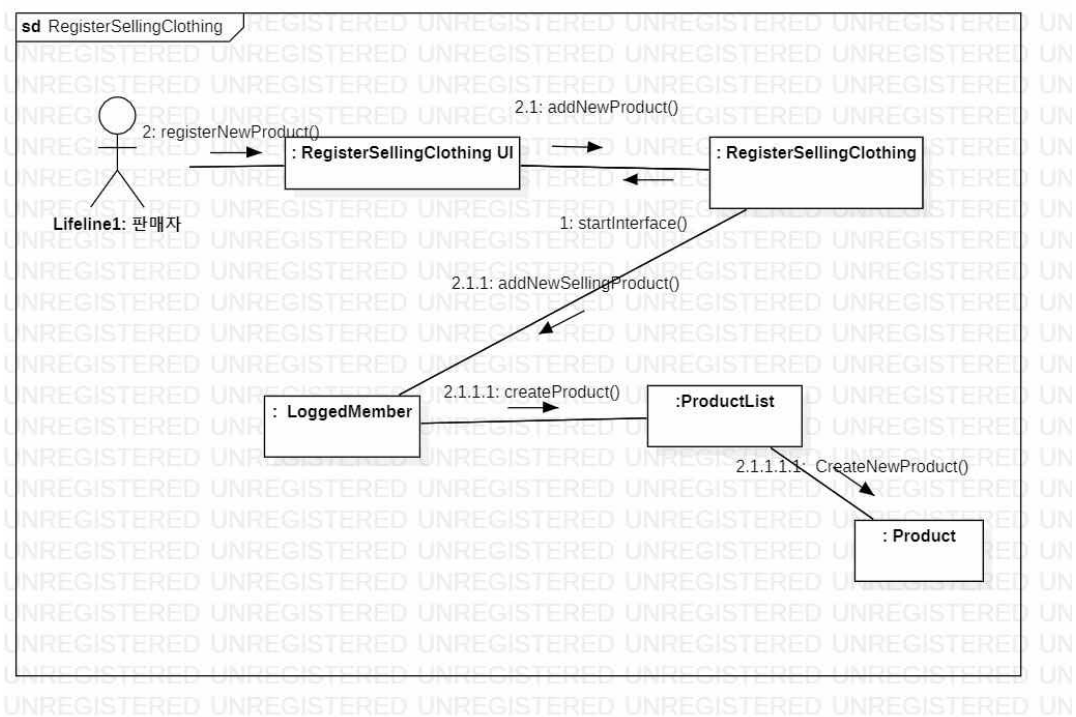 sd RegisterSellingClothing
2.1: addNewProduct()
2: registerNewProduct()
: RegisterSellingClothing UI
: RegisterSellingClothing
Lifeline1: 판매자
1: startInterface()
2.1.1: addNewSellingProduct()
2.1.1.1: createProduct()
: LoggedMember
:ProductList
2.1.1.1.1: CreateNewProduct()
: Product
UNREGISTERED